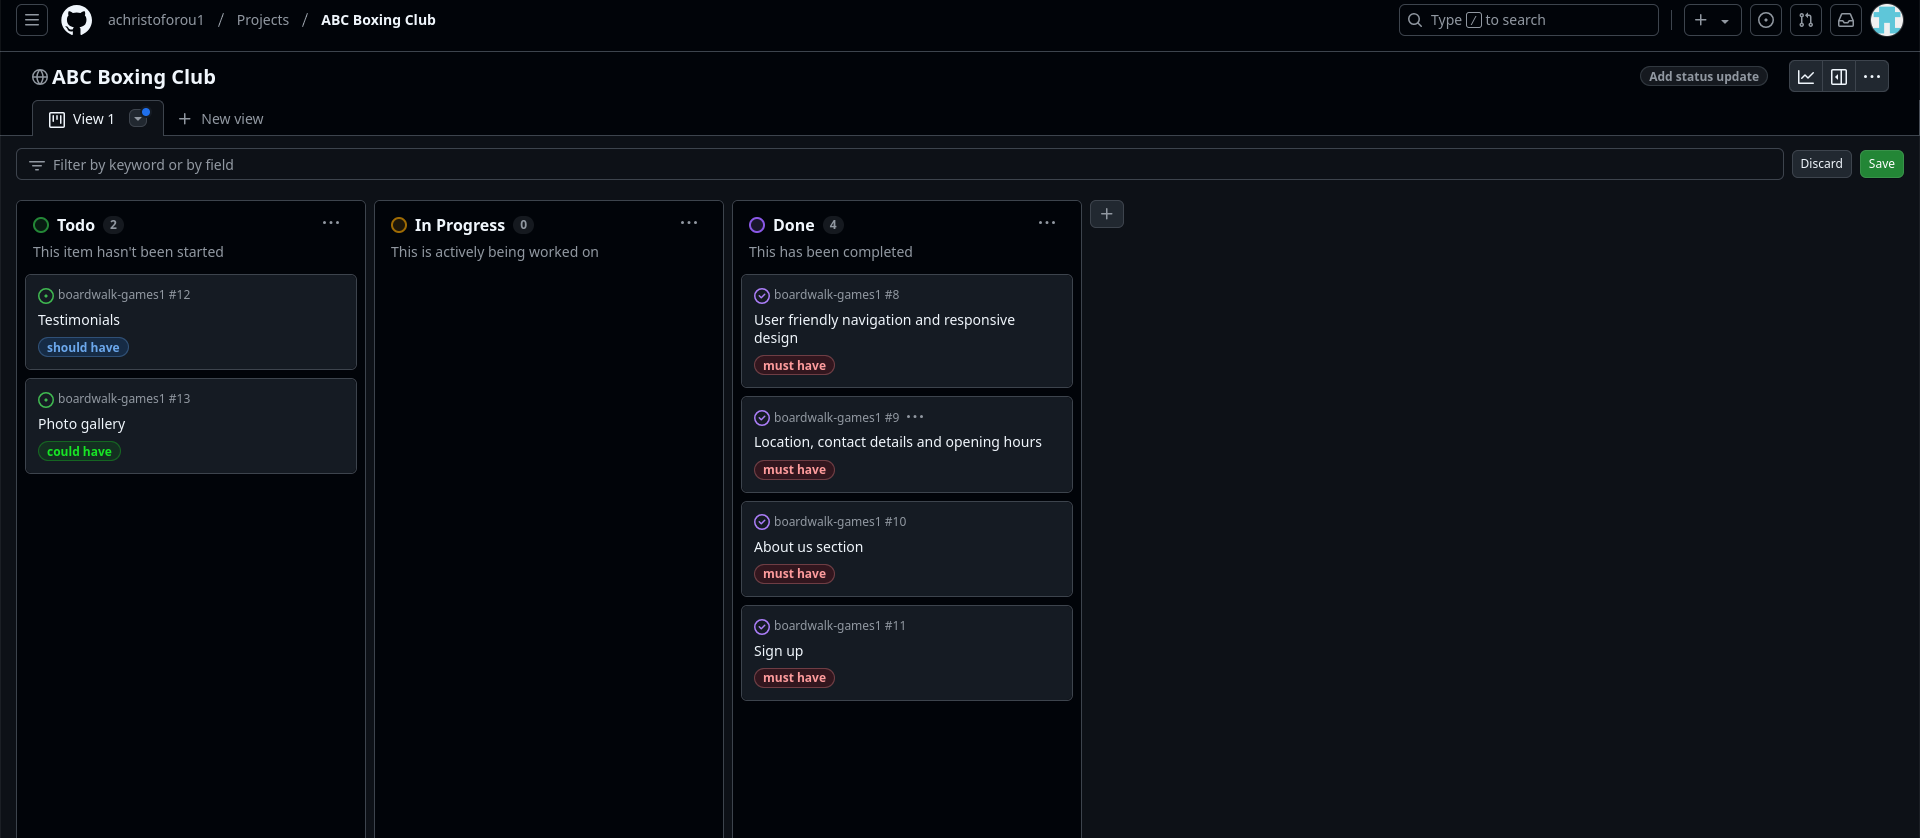 achristoforou1 / Projects / ABC Boxing Club
Type / to search
ABC Boxing Club
Add status update
View 1
New view
Filter by keyword or by field
Discard
Save
Todo 2
This item hasn't been started
boardwalk-games1 #12
Testimonials
should have
boardwalk-games1 #13
Photo gallery
could have
In Progress 0
This is actively being worked on
Done 4
This has been completed
boardwalk-games1 #8
User friendly navigation and responsive
design
must have
boardwalk-games1 #9
Location, contact details and opening hours
must have
boardwalk-games1 #10
About us section
must have
boardwalk-games1 #11
Sign up
must have